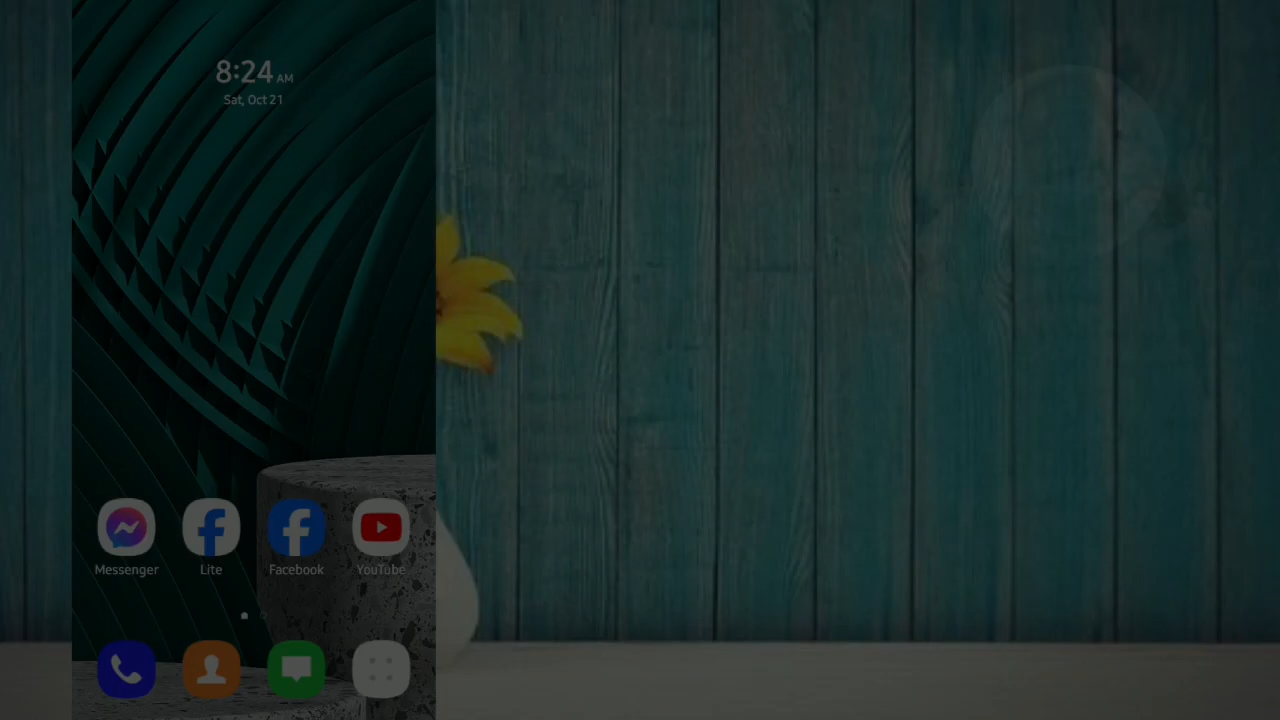 8:24 AM
Sat, Oct 21
Messenger
Lite
Facebook
YouTube